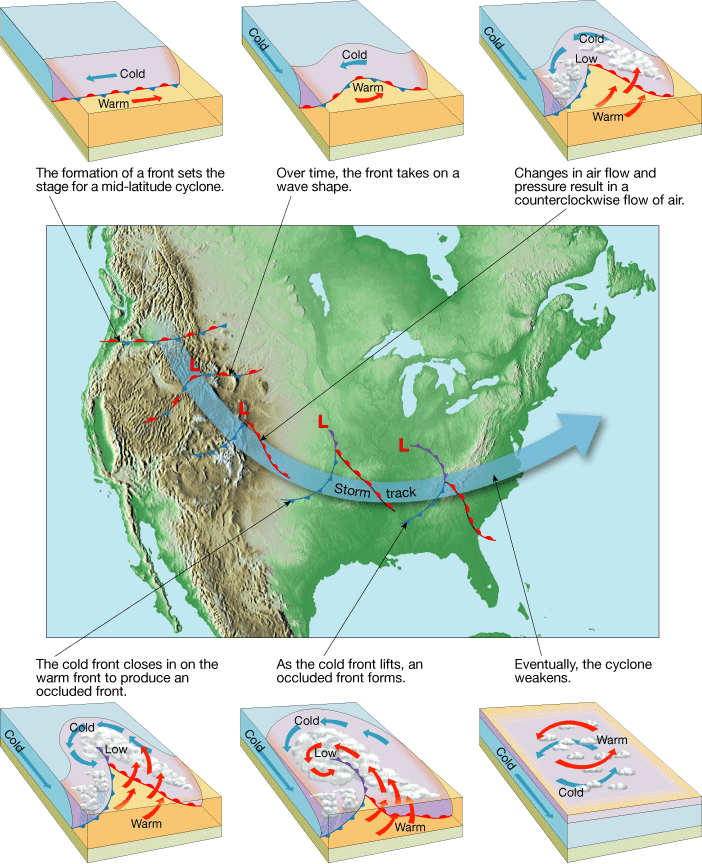 Cold
Warm
Cold
Cold
Warm
Cold
Cold
Low
Warm
The formation of a front sets the
stage for a mid-latitude cyclone.
Over time, the front takes on a
wave shape.
Changes in air flow and
pressure result in a
counterclockwise flow of air.
L
L
L
L
Storm track
The cold front closes in on the
warm front to produce an
occluded front.
As the cold front lifts, an
occluded front forms.
Eventually, the cyclone
weakens.
Cold
Cold
Low
Warm
Cold
Cold
Low
Warm
Cold
Warm
Cold